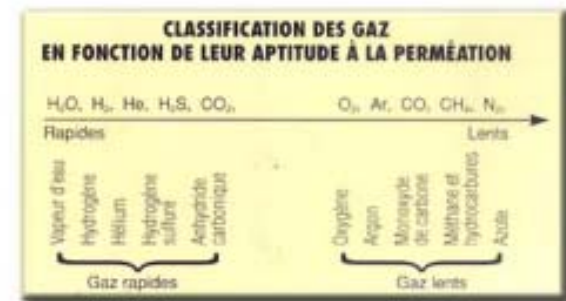 CLASSIFICATION DES GAZ
EN FONCTION DE LEUR APTITUDE À LA PERMÉATION
H₂O, H₂, He, H₂S, CO₂,
O₂, Ar, CO, CH₄, N₂,
Rapides
Lents
Vapeur d'eau
Hydrogène
Hélium
Hydrogène
sulfuré
Anhydride
carbonique
Oxygène
Argon
Monoxyde
de carbone
Méthane et
hydrocarbures
Azote
Gaz rapides
Gaz lents